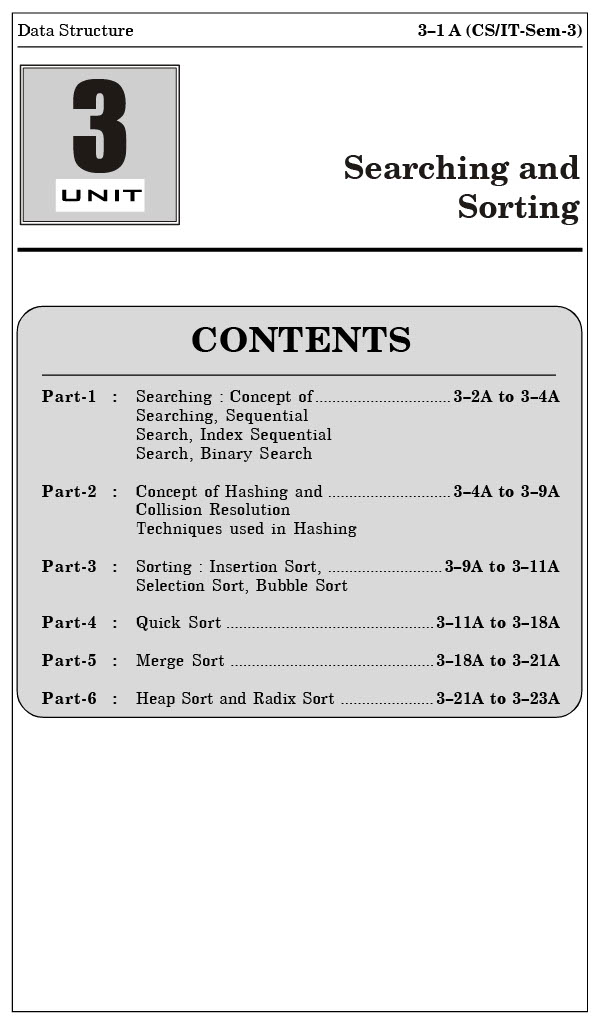 Data Structure 3–1 A (CS/IT-Sem-3)
3
UNIT
Searching and
Sorting
CONTENTS
Part-1 : Searching : Concept of ................................ 3–2A to 3–4A
Searching, Sequential
Search, Index Sequential
Search, Binary Search
Part-2 : Concept of Hashing and ............................. 3–4A to 3–9A
Collision Resolution
Techniques used in Hashing
Part-3 : Sorting : Insertion Sort, ........................... 3–9A to 3–11A
Selection Sort, Bubble Sort
Part-4 : Quick Sort ................................................. 3–11A to 3–18A
Part-5 : Merge Sort ................................................ 3–18A to 3–21A
Part-6 : Heap Sort and Radix Sort ...................... 3–21A to 3–23A